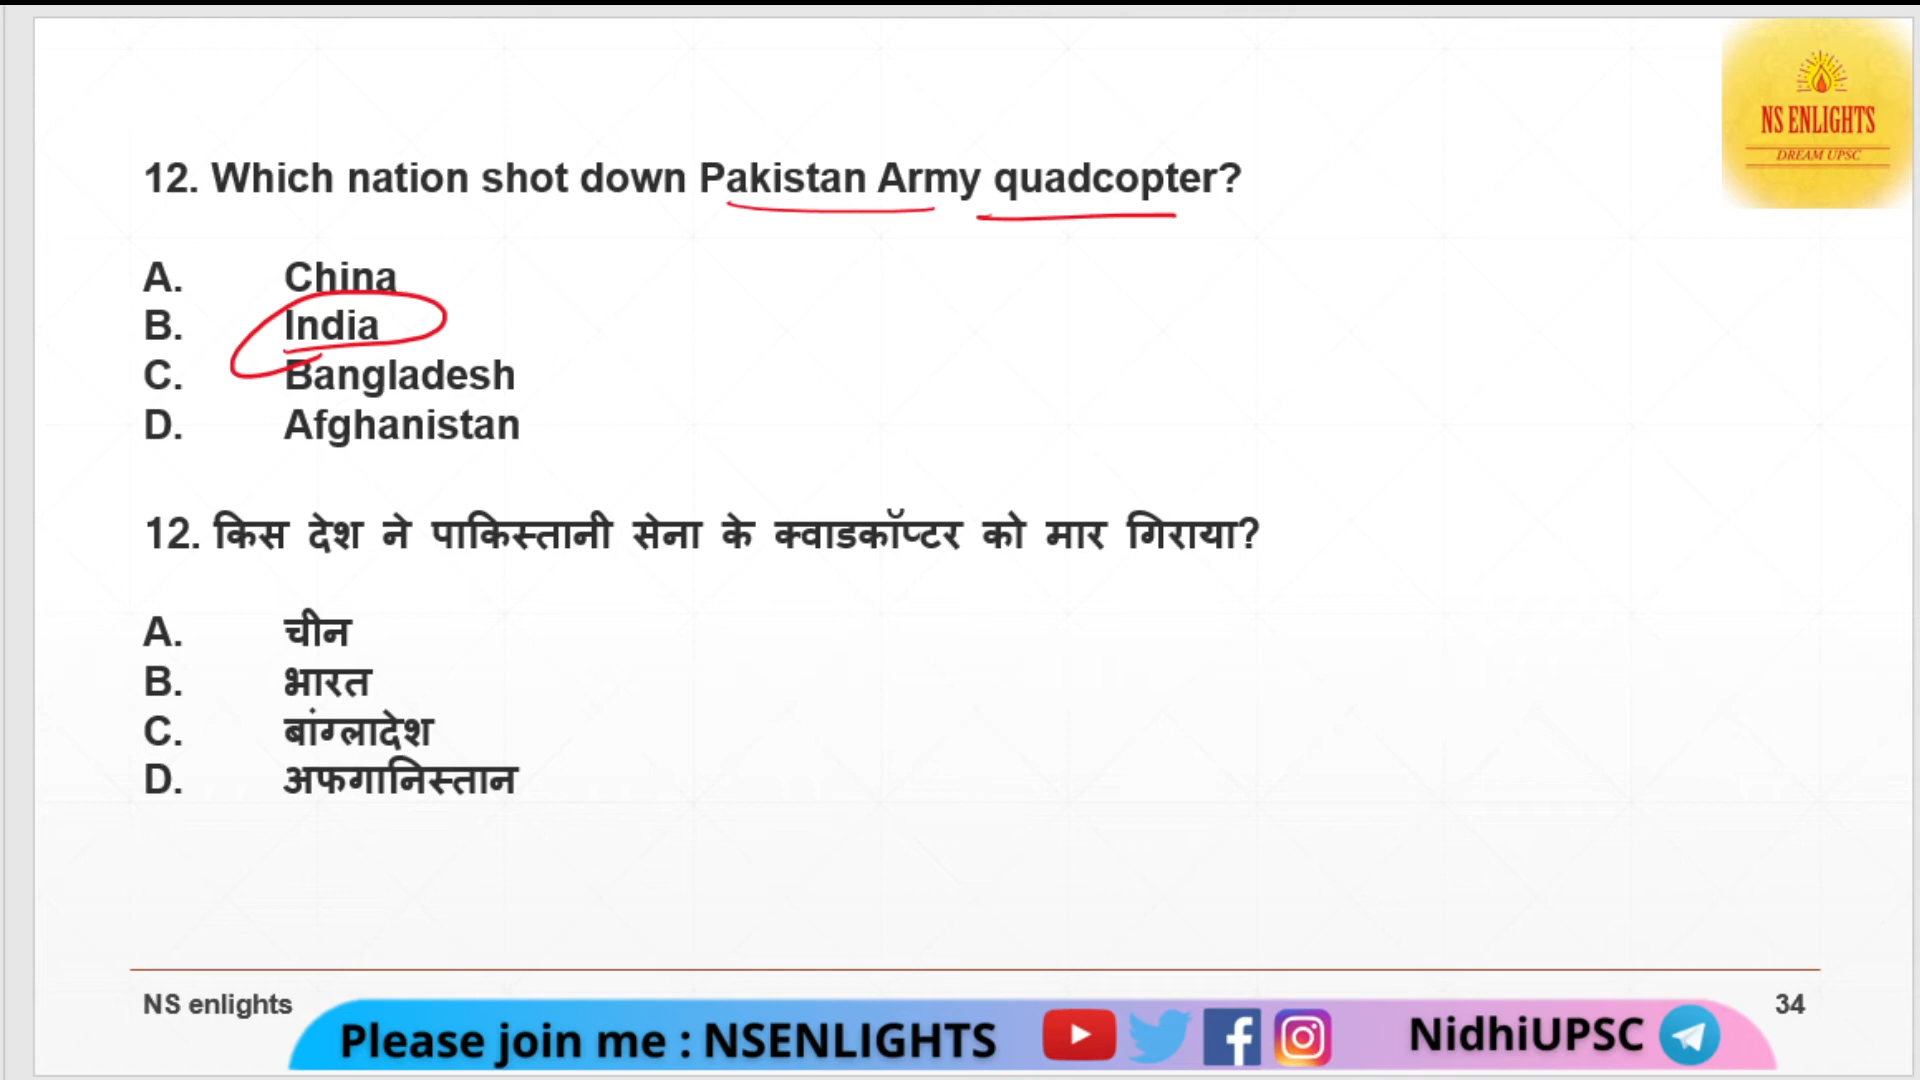 NS ENLIGHTS
DREAM UPSC
12. Which nation shot down Pakistan Army quadcopter?
A. China
B. India
C. Bangladesh
D. Afghanistan
12. किस देश ने पाकिस्तानी सेना के क्वाडकॉप्टर को मार गिराया?
A. चीन
B. भारत
C. बांग्लादेश
D. अफगानिस्तान
NS enlights
34
Please join me : NSENLIGHTS NidhiUPSC